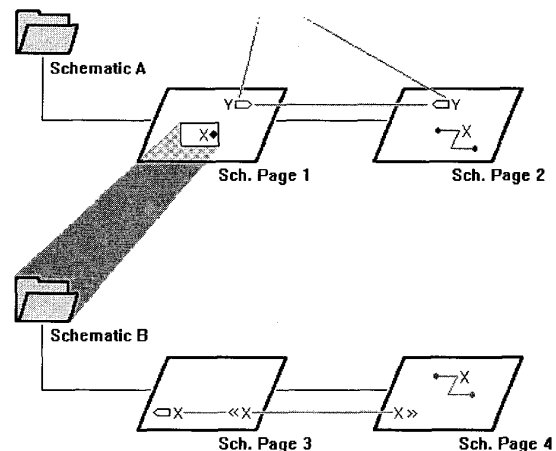 Schematic A
Y Y
X X
Sch. Page 1 Sch. Page 2
Schematic B
X
X «X X»
Sch. Page 3 Sch. Page 4